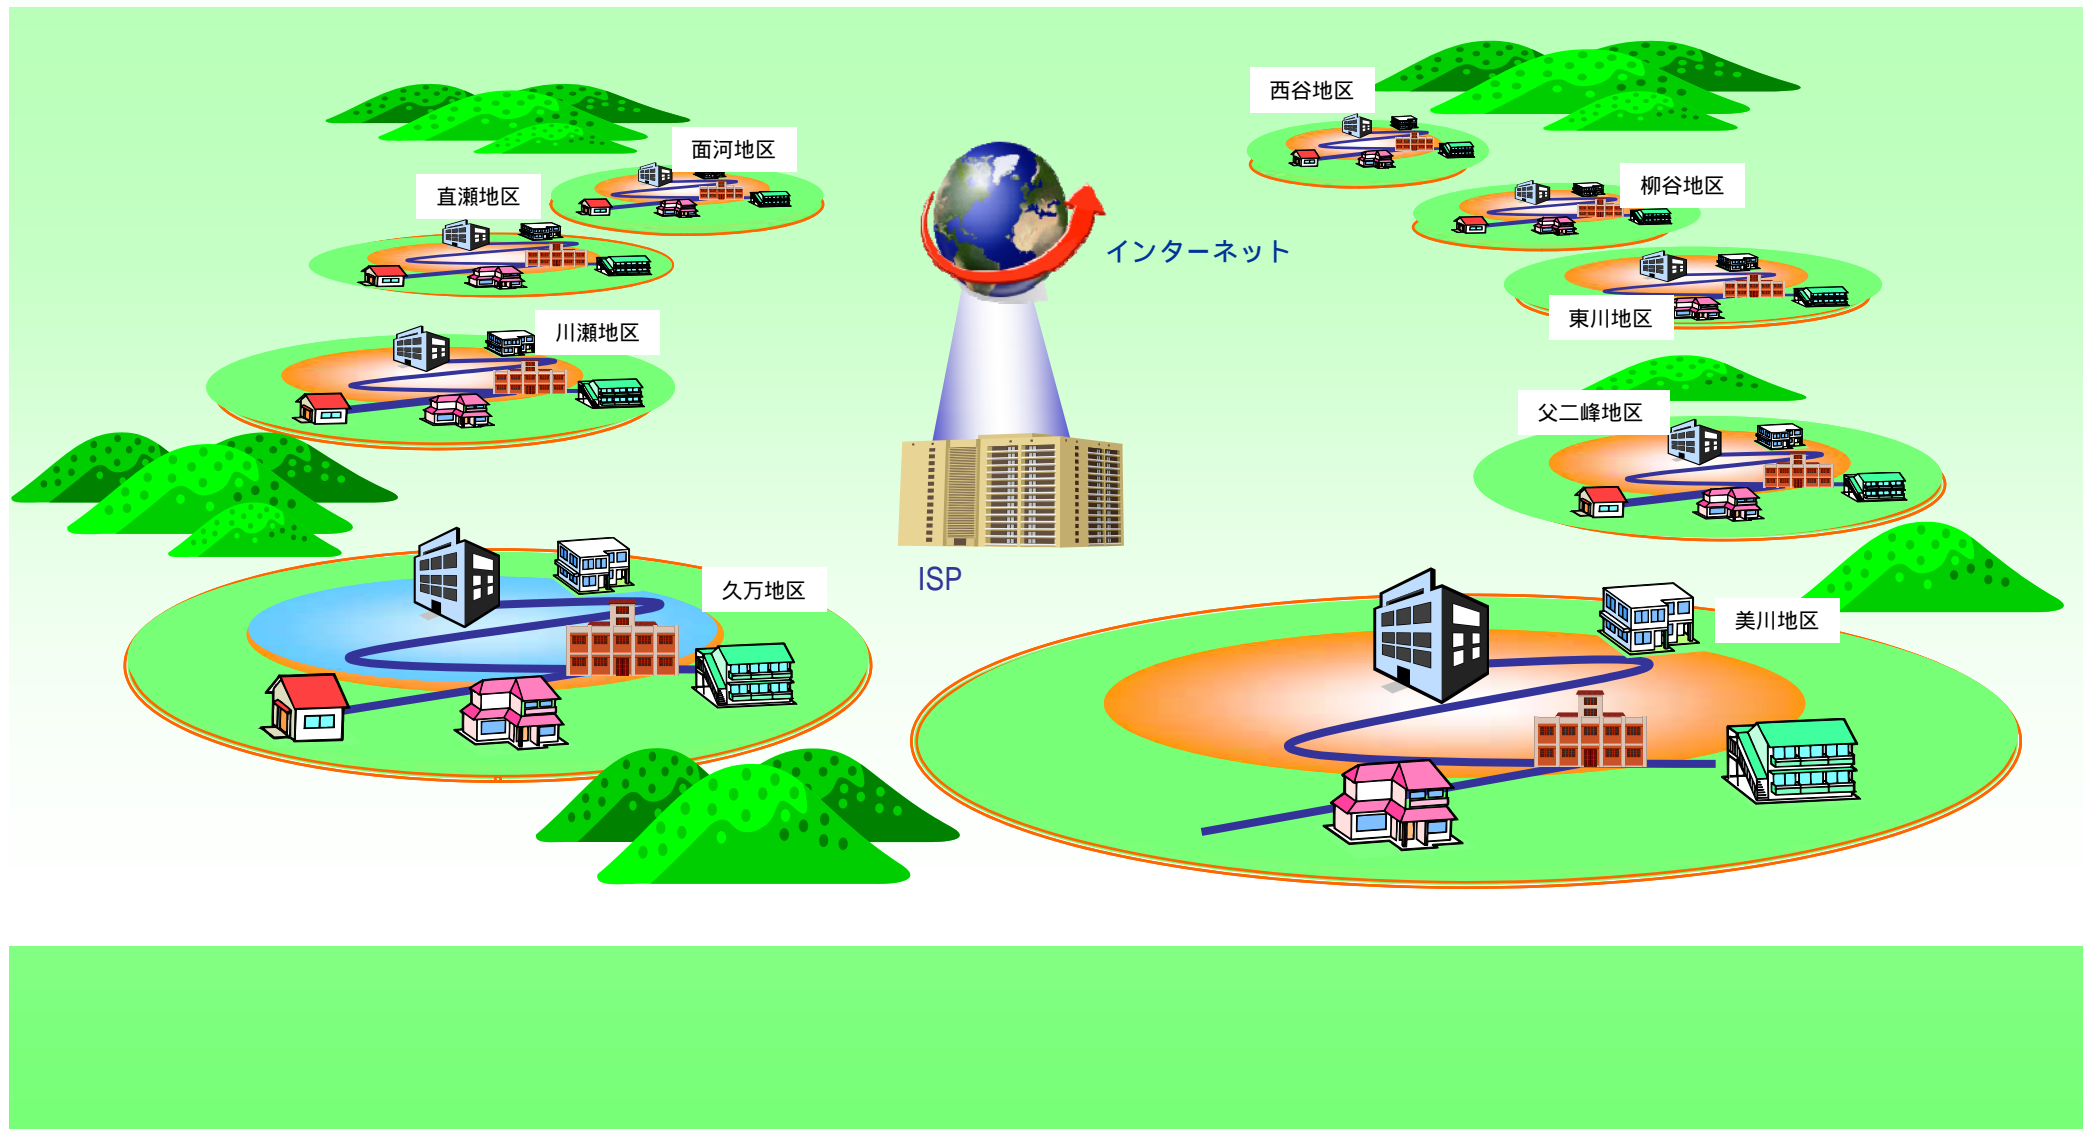 西谷地区
面河地区
柳谷地区
直瀬地区
インターネット
東川地区
川瀬地区
父二峰地区
ISP
久万地区
美川地区